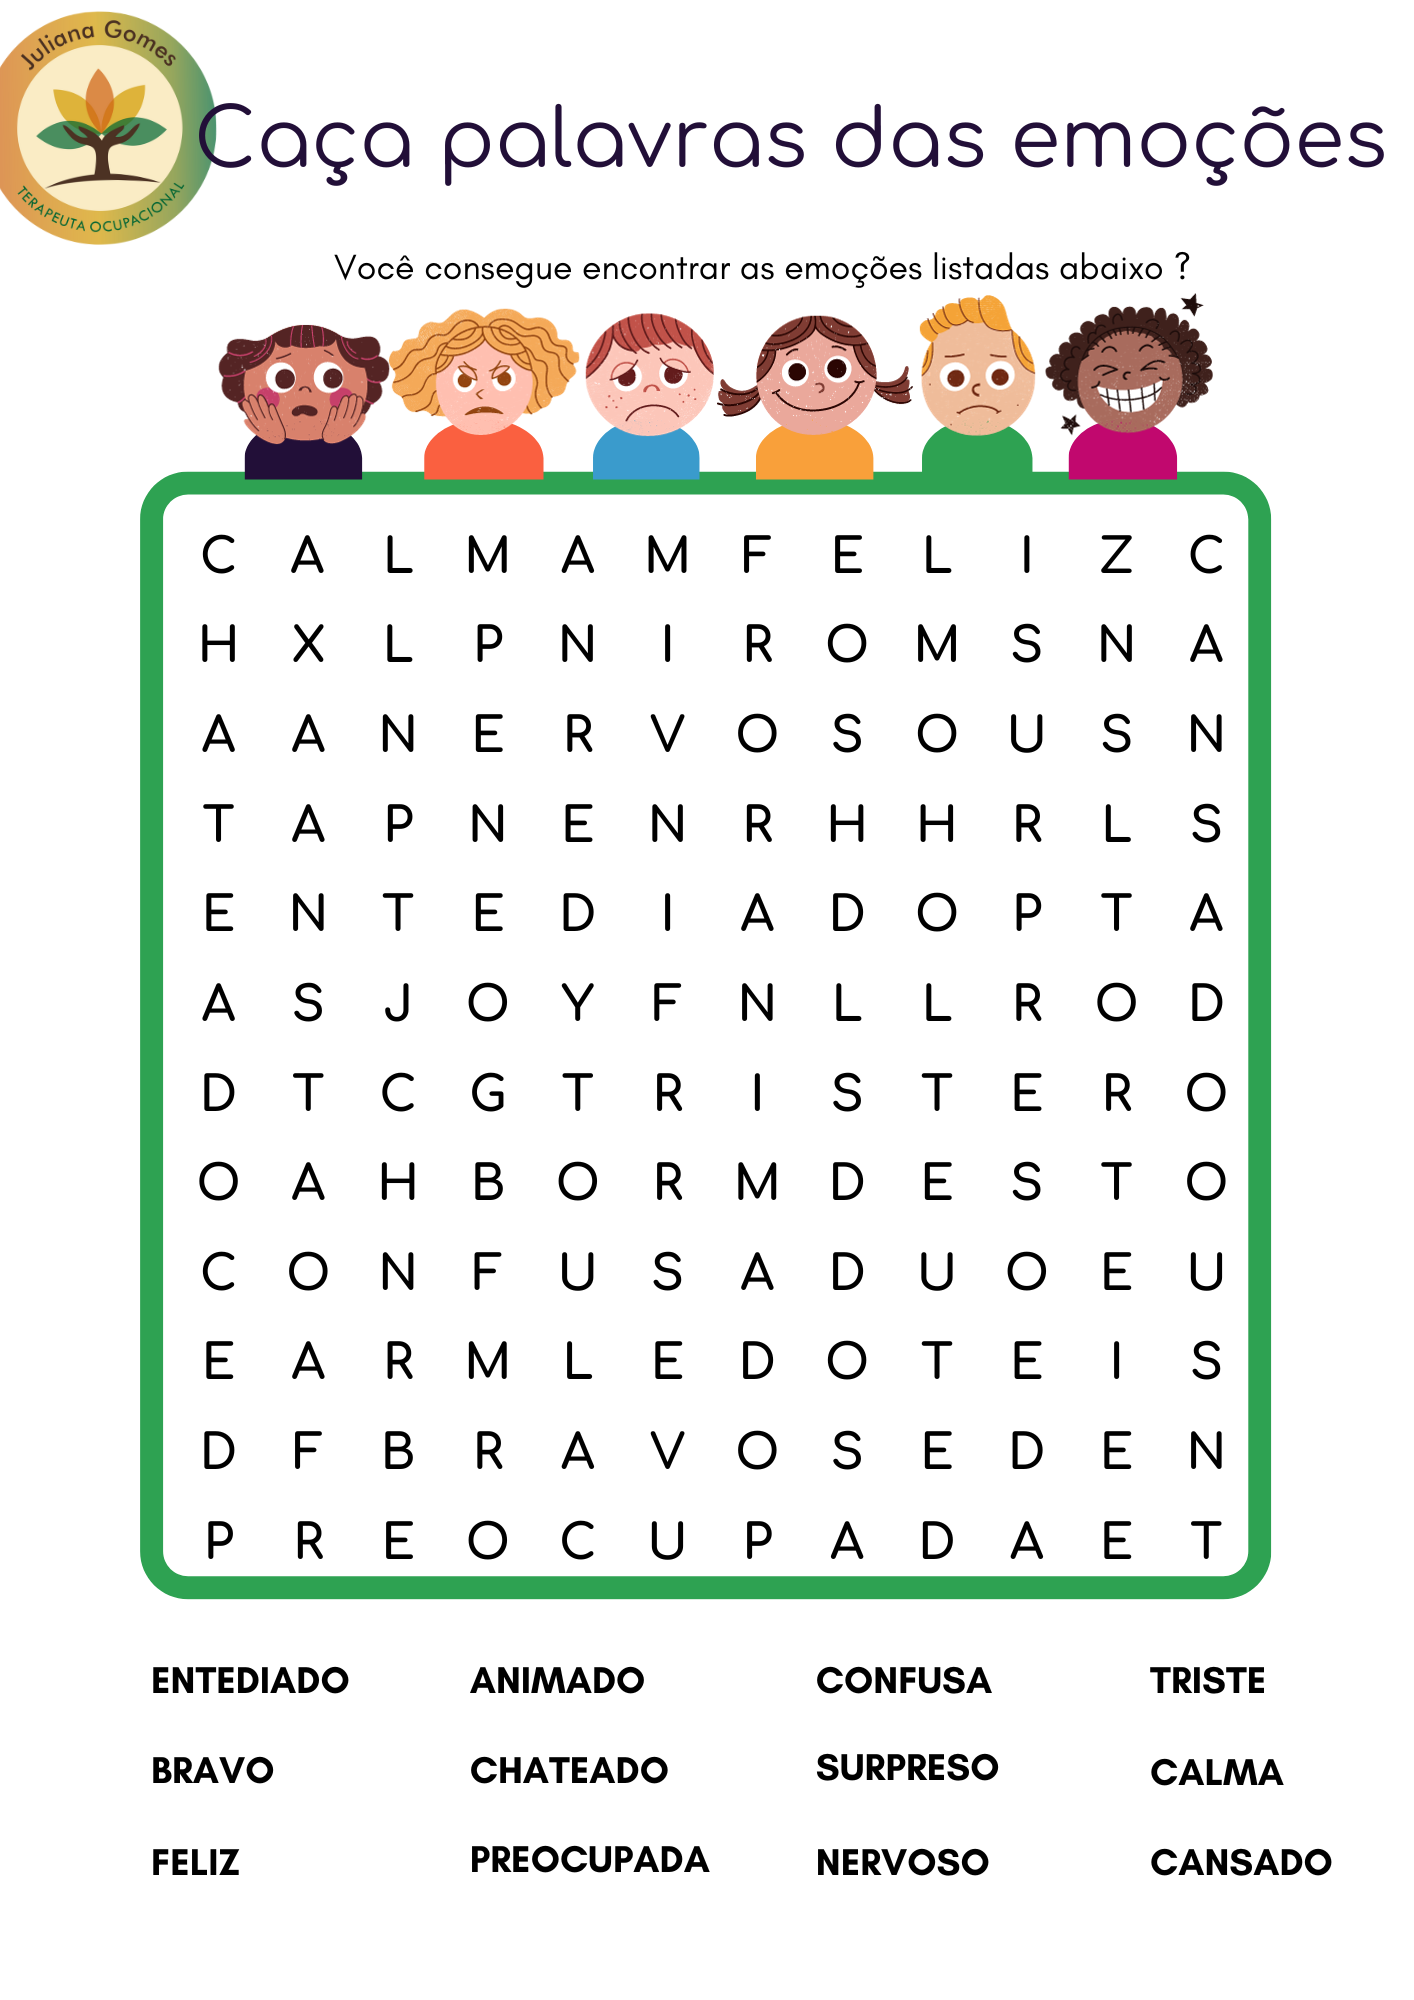 Juliana Gomes
TERAPEUTA OCUPACIONAL
Caça palavras das emoções
Você consegue encontrar as emoções listadas abaixo ?
C A L M A M F E L I Z C
H X L P N I R O M S N A
A A N E R V O S O U S N
T A P N E N R H H R L S
E N T E D I A D O P T A
A S J O Y F N L L R O D
D T C G T R I S T E R O
O A H B O R M D E S T O
C O N F U S A D U O E U
E A R M L E D O T E I S
D F B R A V O S E D E N
P R E O C U P A D A E T
ENTEDIADO ANIMADO CONFUSA TRISTE
BRAVO CHATEADO SURPRESO CALMA
FELIZ PREOCUPADA NERVOSO CANSADO